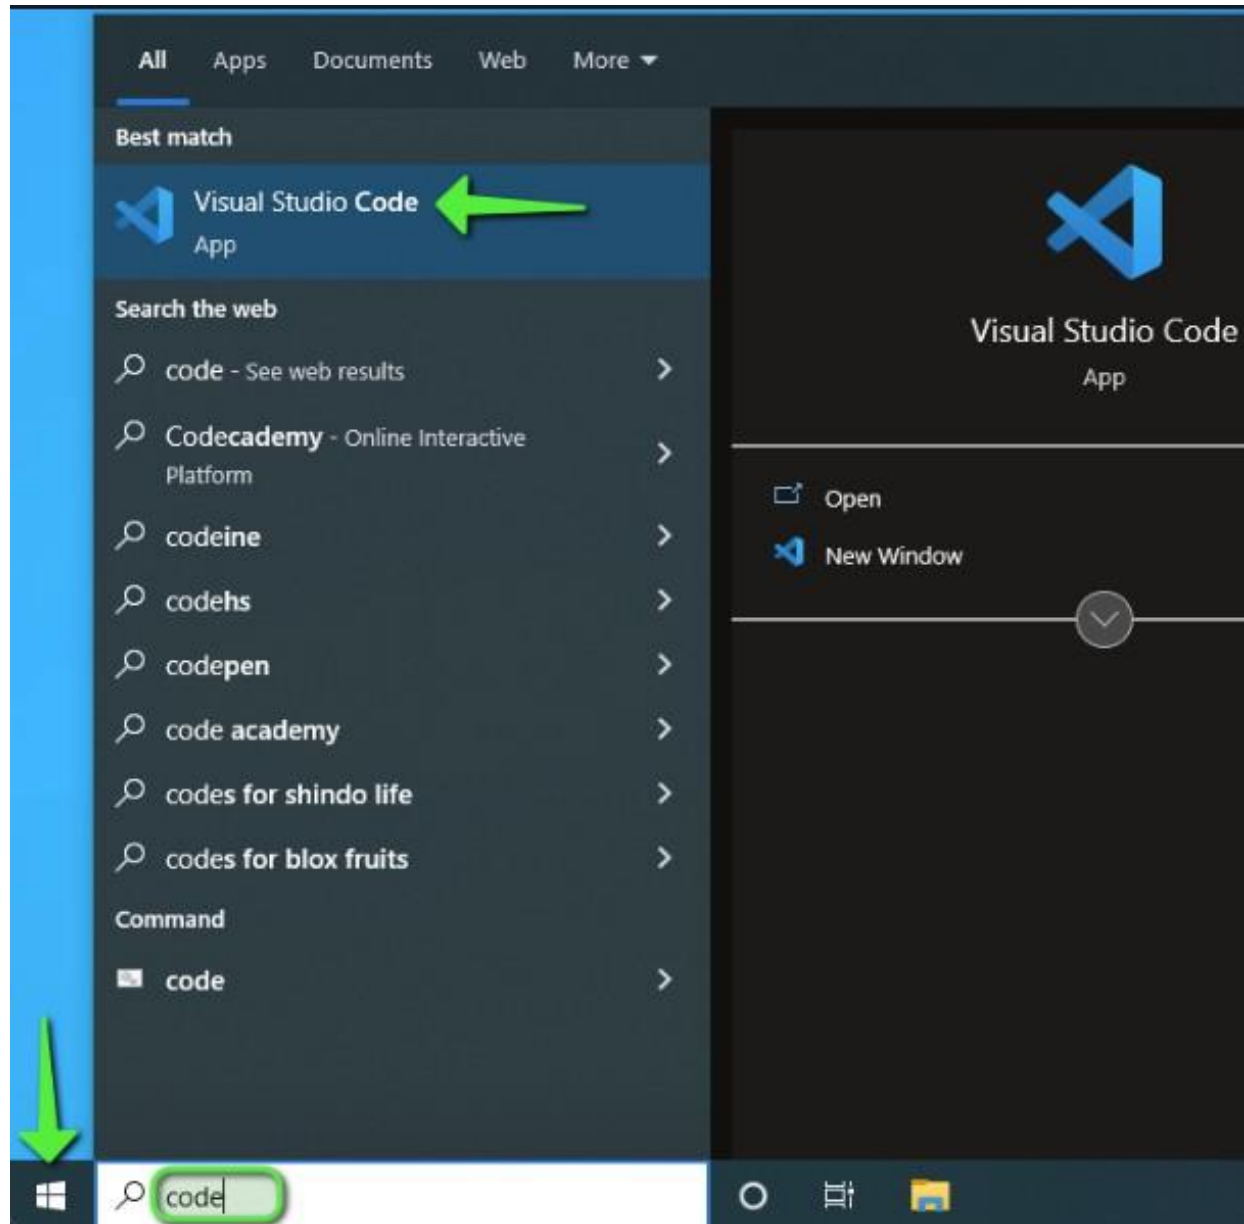 All Apps Documents Web More
Best match
Visual Studio Code
App
Search the web
code - See web results
Codecademy - Online Interactive
Platform
codeine
codehs
codepen
code academy
codes for shindo life
codes for blox fruits
Command
code
code
Visual Studio Code
App
Open
New Window